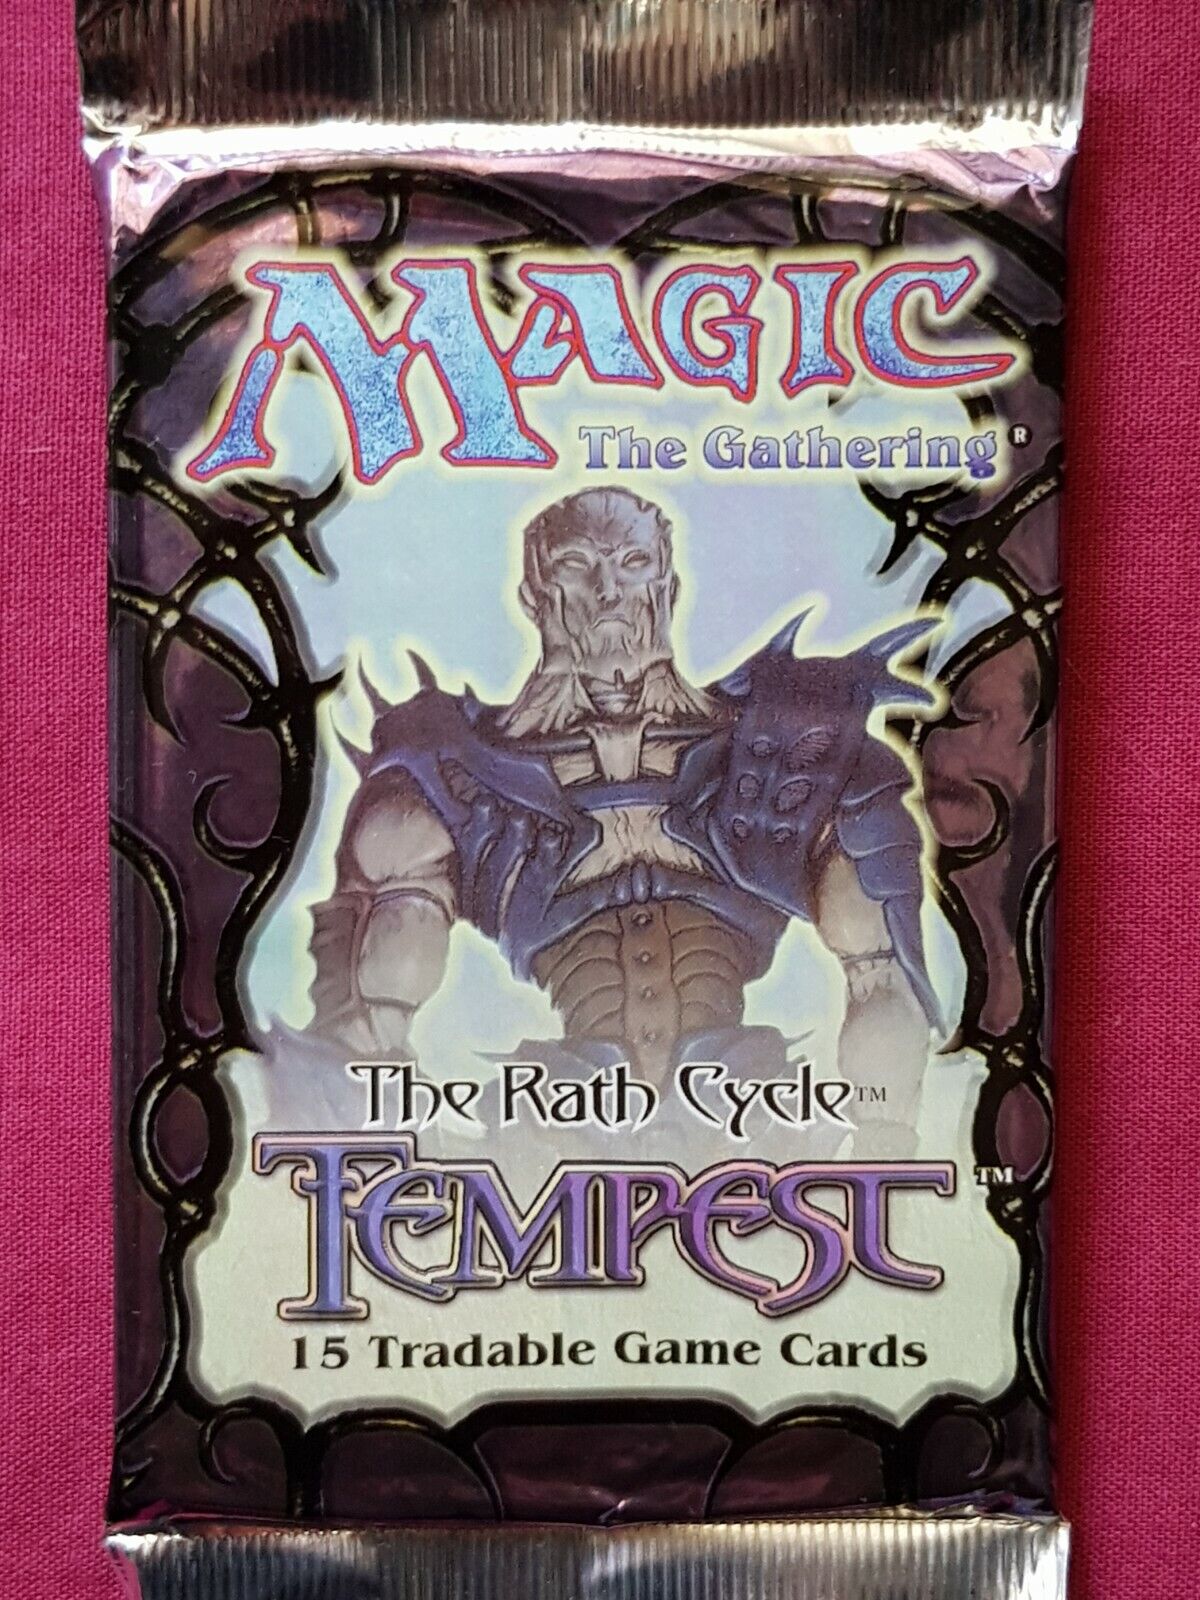 MAGIC
The Gathering®
The Rath Cycle™
TEMPEST™
15 Tradable Game Cards